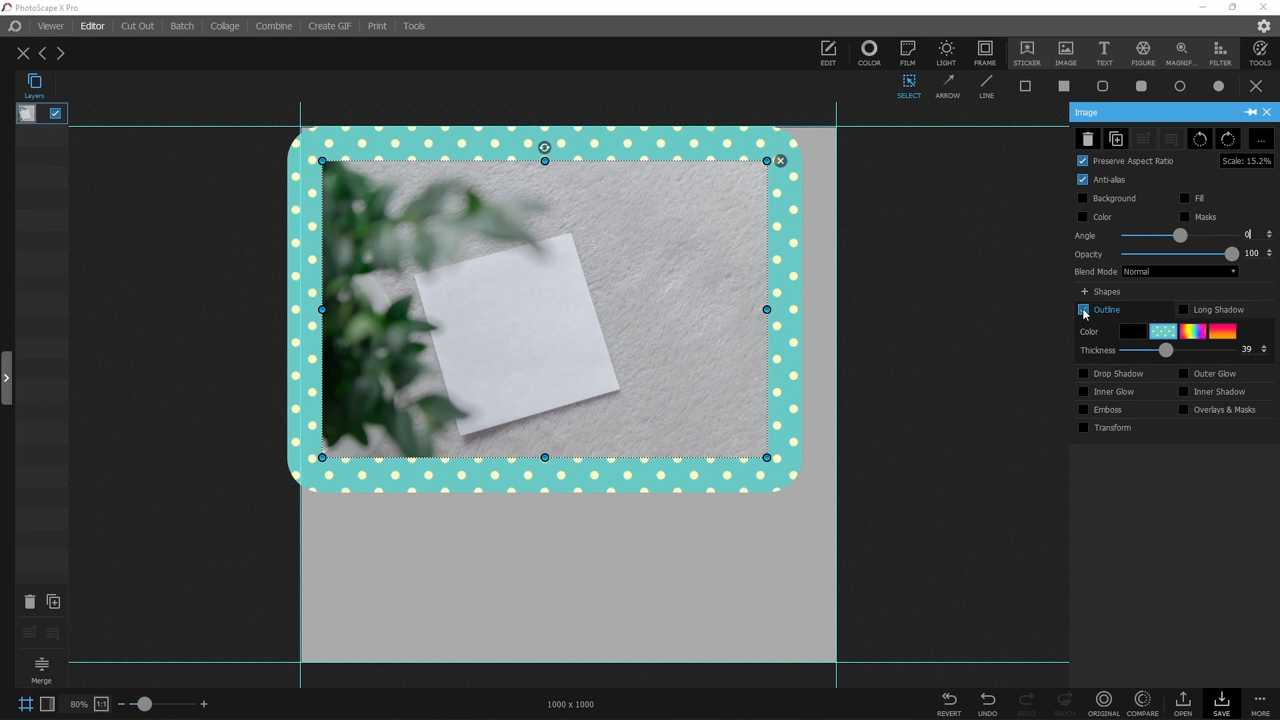 PhotoScape X Pro
Viewer Editor Cut Out Batch Collage Combine Create GIF Print Tools
EDIT COLOR FILM LIGHT FRAME STICKER IMAGE TEXT FIGURE MAGNIF... FILTER TOOLS
Layers
SELECT ARROW LINE
Image
...
Preserve Aspect Ratio Scale: 15.2%
Anti-alias
Background Fill
Color Masks
Angle 0
Opacity 100
Blend Mode Normal
+ Shapes
Outline Long Shadow
Color
Thickness 39
Drop Shadow Outer Glow
Inner Glow Inner Shadow
Emboss Overlays & Masks
Transform
Merge
80% 1:1 1000 x 1000
REVERT UNDO REDO REDO+ ORIGINAL COMPARE OPEN SAVE MORE